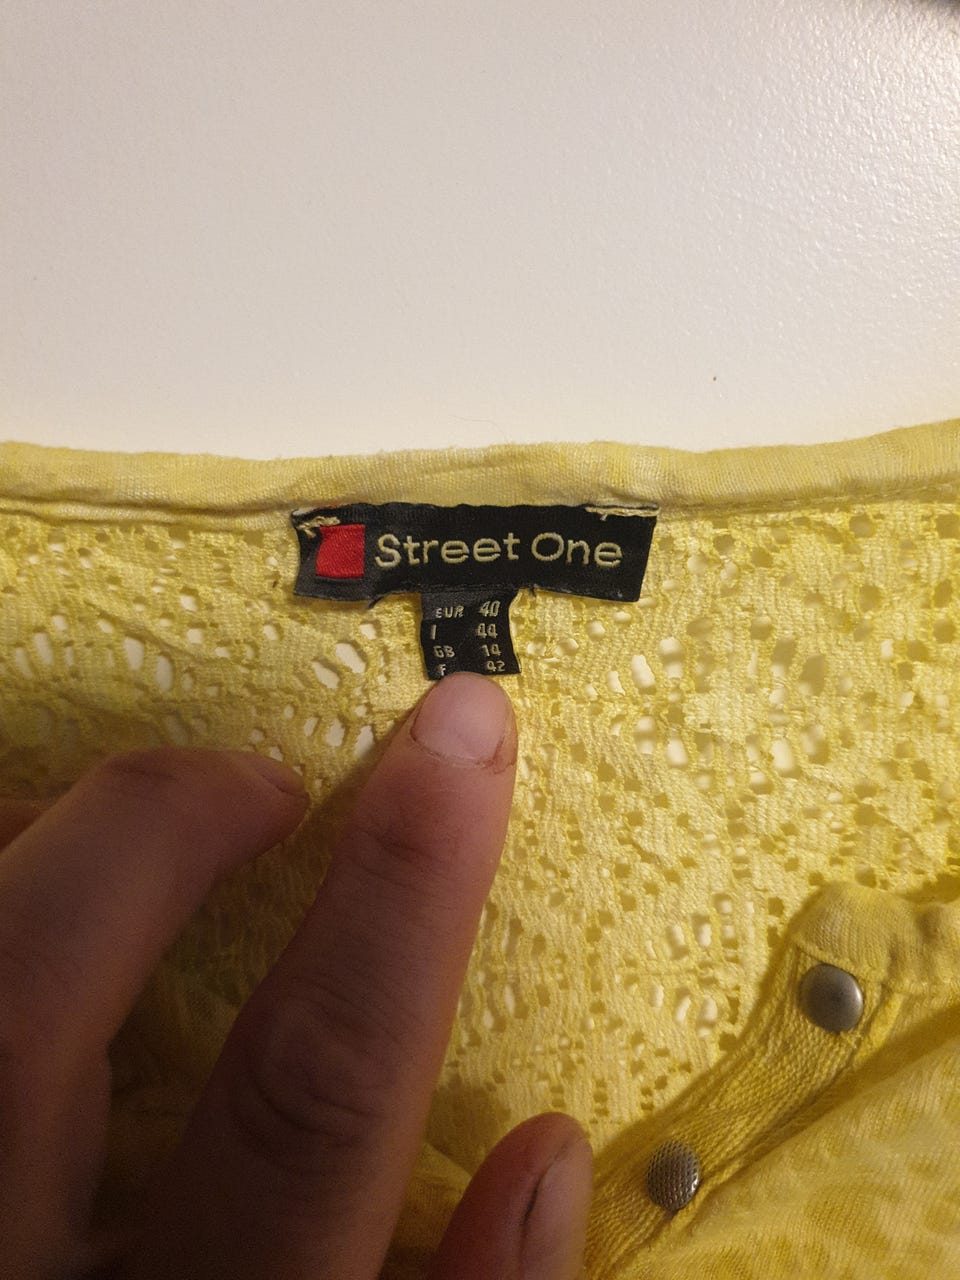 Street One
EUR 40
I 44
GB 14
F 42